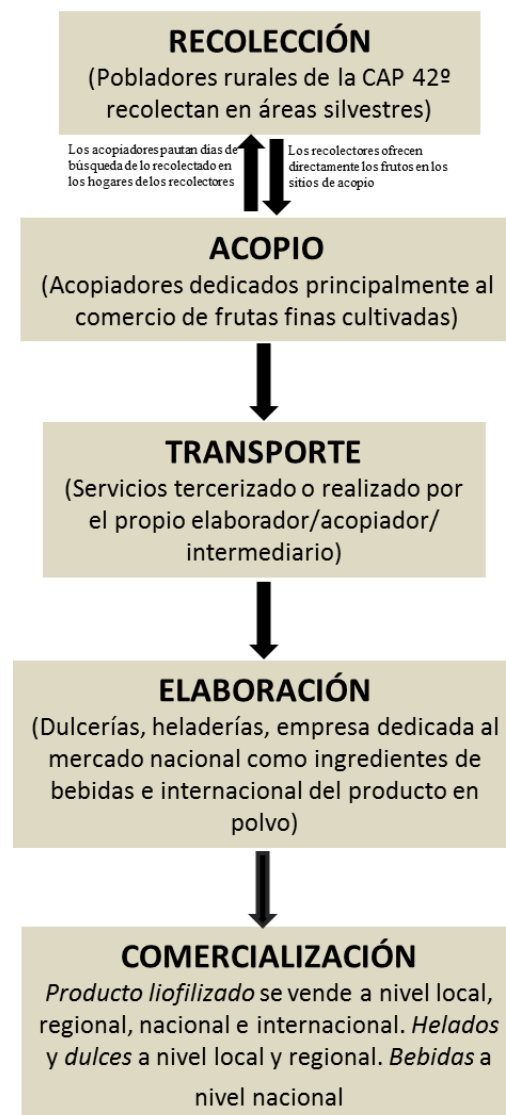 RECOLECCIÓN
(Pobladores rurales de la CAP 42º
recolectan en áreas silvestres)
Los acopiadores pautan días de
búsqueda de lo recolectado en
los hogares de los recolectores
Los recolectores ofrecen
directamente los frutos en los
sitios de acopio
ACOPIO
(Acopiadores dedicados principalmente al
comercio de frutas finas cultivadas)
TRANSPORTE
(Servicios tercerizado o realizado por
el propio elaborador/acopiador/
intermediario)
ELABORACIÓN
(Dulcerías, heladerías, empresa dedicada al
mercado nacional como ingredientes de
bebidas e internacional del producto en
polvo)
COMERCIALIZACIÓN
Producto liofilizado se vende a nivel local,
regional, nacional e internacional. Helados
y dulces a nivel local y regional. Bebidas a
nivel nacional